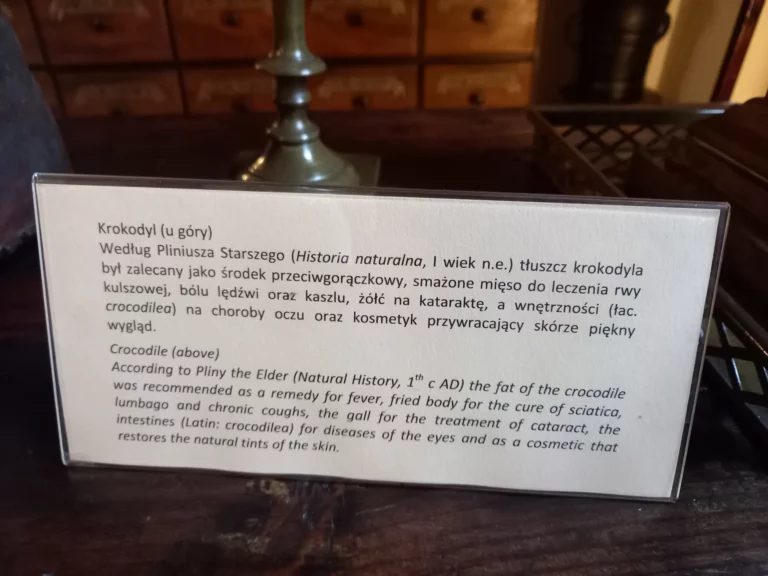 Krokodyl (u góry)
Według Pliniusza Starszego (Historia naturalna, I wiek n.e.) tłuszcz krokodyla
był zalecany jako środek przeciwgorączkowy, smażone mięso do leczenia rwy
kulszowej, bólu lędźwi oraz kaszlu, żółć na kataraktę, a wnętrzności (łac.
crocodilea) na choroby oczu oraz kosmetyk przywracający skórze piękny
wygląd.
Crocodile (above)
According to Pliny the Elder (Natural History, 1th c AD) the fat of the crocodile
was recommended as a remedy for fever, fried body for the cure of sciatica,
lumbago and chronic coughs, the gall for the treatment of cataract, the
intestines (Latin: crocodilea) for diseases of the eyes and as a cosmetic that
restores the natural tints of the skin.